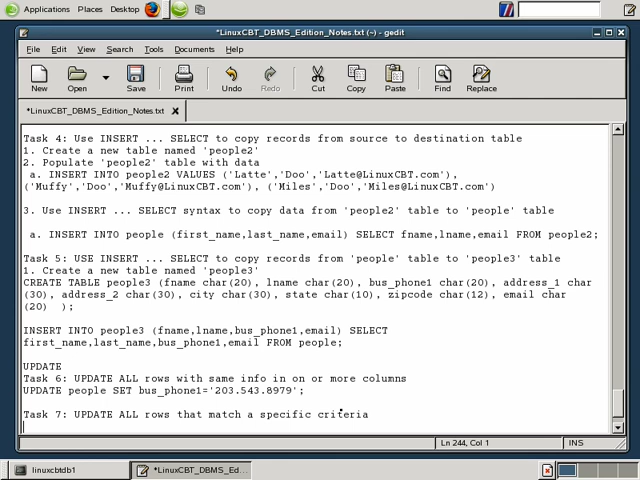 Applications Places Desktop
*LinuxCBT_DBMS_Edition_Notes.txt (~) - gedit
File Edit View Search Tools Documents Help
New Open Save Print Undo Redo Cut Copy Paste Find Replace
*LinuxCBT_DBMS_Edition_Notes.txt
Task 4: Use INSERT ... SELECT to copy records from source to destination table
1. Create a new table named 'people2'
2. Populate 'people2' table with data
a. INSERT INTO people2 VALUES ('Latte','Doo','Latte@LinuxCBT.com'),
('Muffy','Doo','Muffy@LinuxCBT.com'), ('Miles','Doo','Miles@LinuxCBT.com')
3. Use INSERT ... SELECT syntax to copy data from 'people2' table to 'people' table
a. INSERT INTO people (first_name,last_name,email) SELECT fname,lname,email FROM people2;
Task 5: USE INSERT ... SELECT to copy records from 'people' table to 'people3' table
1. Create a new table named 'people3'
CREATE TABLE people3 (fname char(20), lname char(20), bus_phone1 char(20), address_1 char
(30), address_2 char(30), city char(30), state char(10), zipcode char(12), email char
(20) );
INSERT INTO people3 (fname,lname,bus_phone1,email) SELECT
first_name,last_name,bus_phone1,email FROM people;
UPDATE
Task 6: UPDATE ALL rows with same info in on or more columns
UPDATE people SET bus_phone1='203.543.8979';
Task 7: UPDATE ALL rows that match a specific criteria
Ln 244, Col 1 INS
linuxcbtdb1 *LinuxCBT_DBMS_Ed...